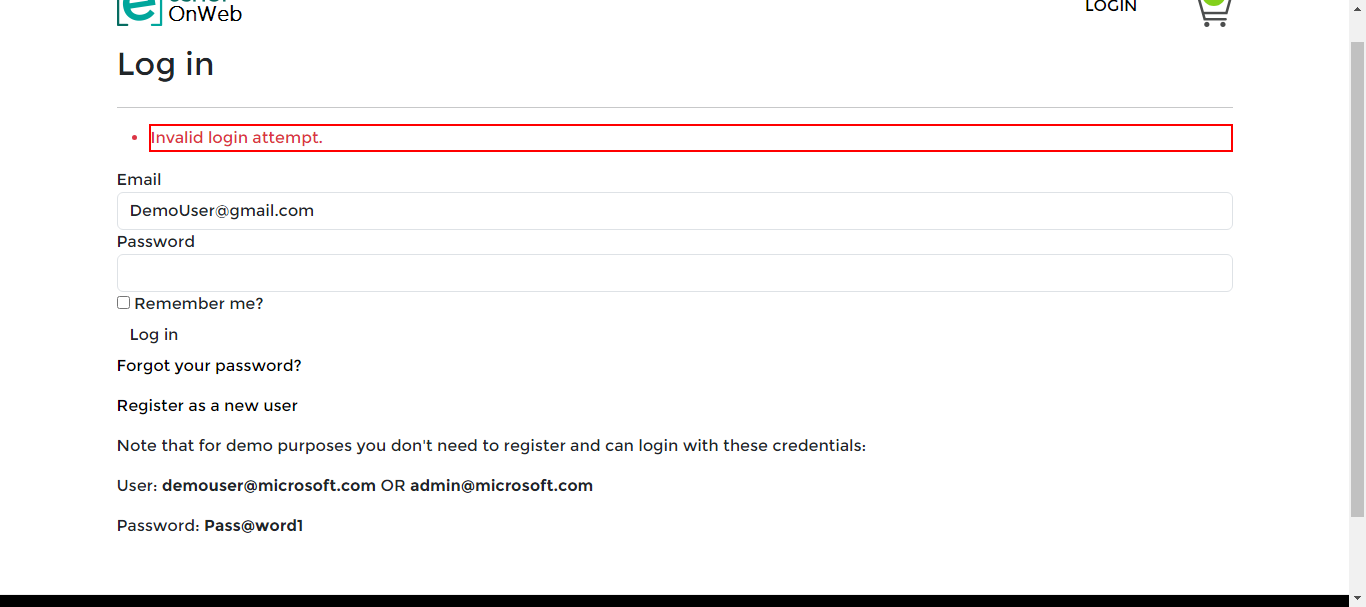 OnWeb
LOGIN
Log in
Invalid login attempt.
Email
DemoUser@gmail.com
Password
Remember me?
Log in
Forgot your password?
Register as a new user
Note that for demo purposes you don't need to register and can login with these credentials:
User: demouser@microsoft.com OR admin@microsoft.com
Password: Pass@word1